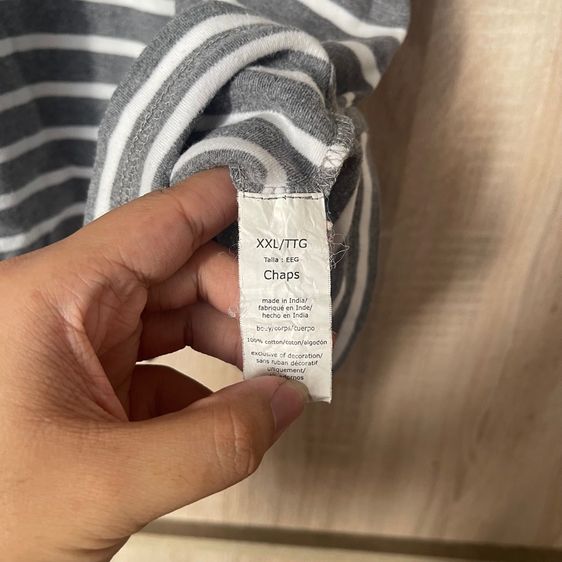 XXL/TTG
Talla : EEG
Chaps
made in India/
fabriqué en Inde/
hecho en India
body/corps/cuerpo
100% cotton/coton/algodón
exclusive of decoration/
sans ruban décoratif
uniquement/